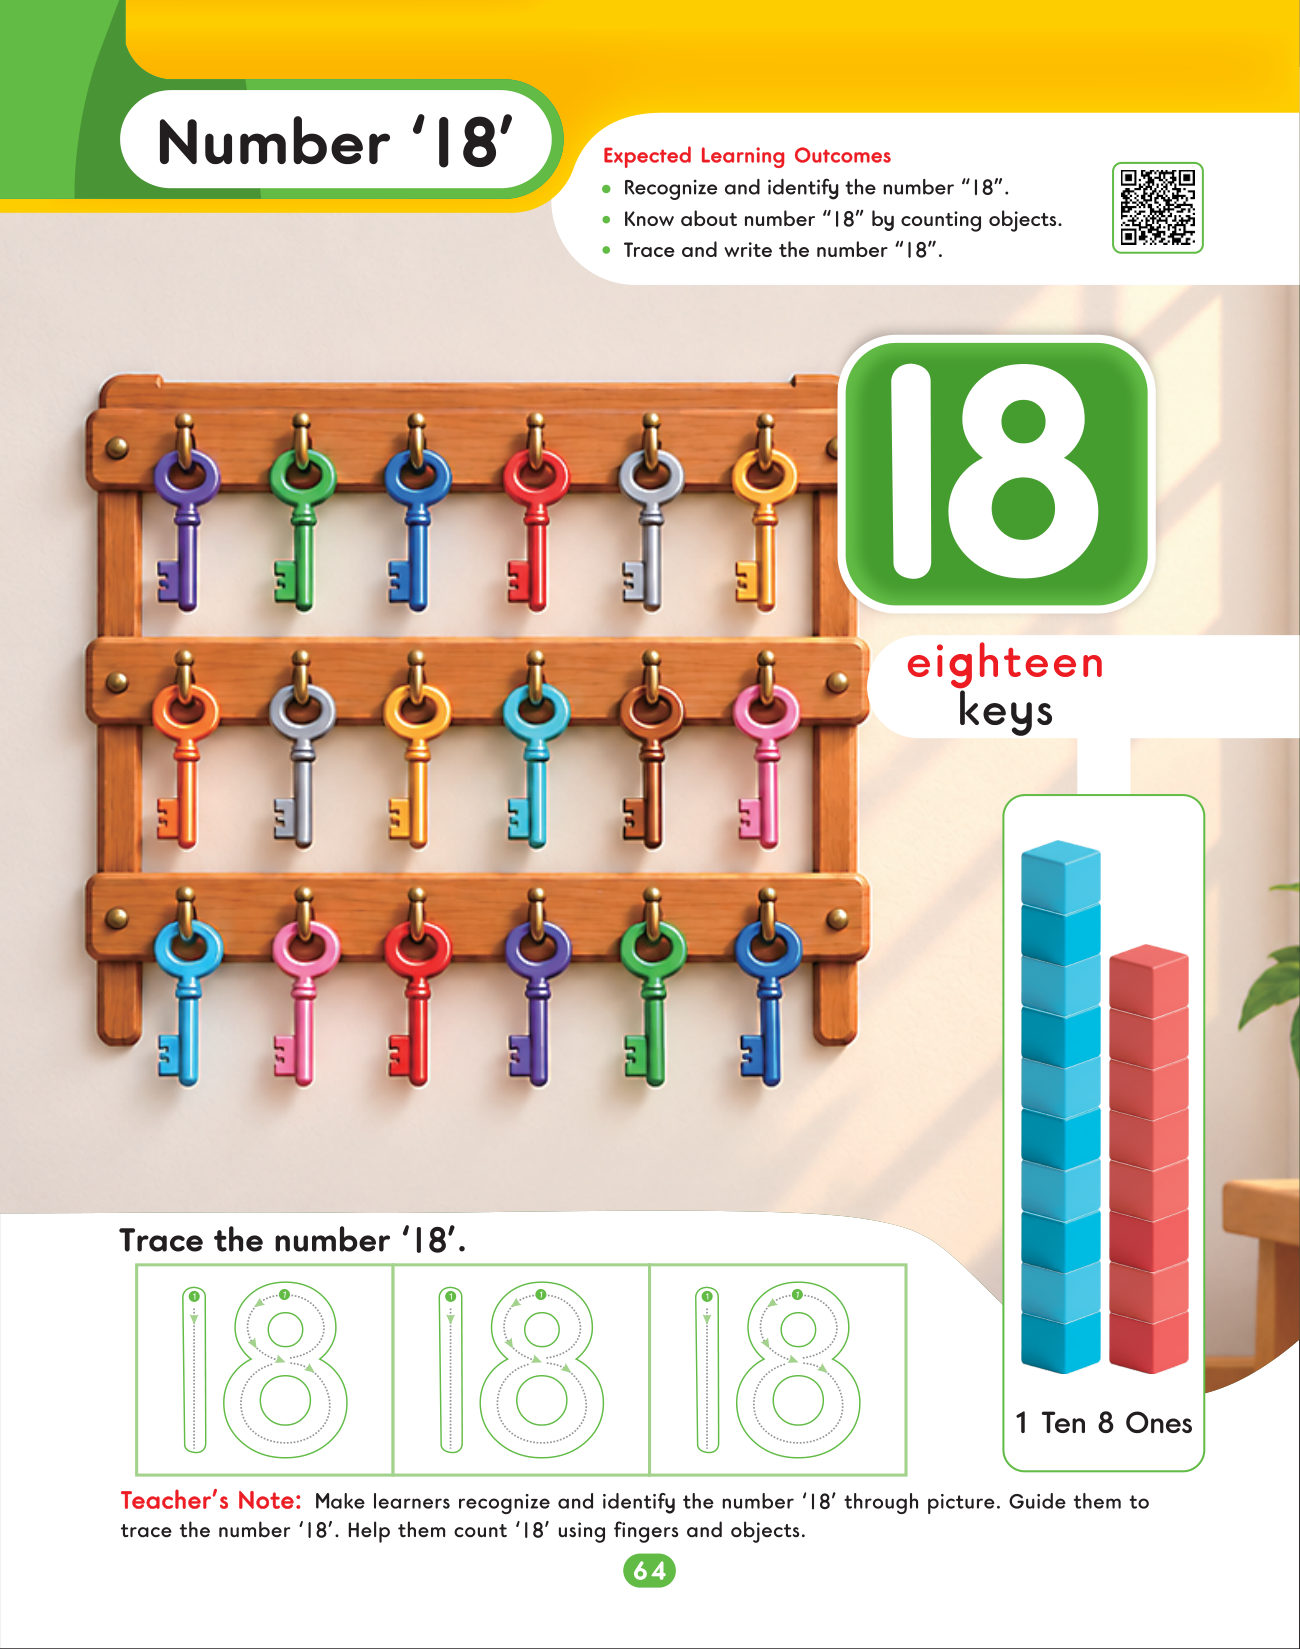 Number ‘18’
Expected Learning Outcomes
• Recognize and identify the number “18”.
• Know about number “18” by counting objects.
• Trace and write the number “18”.
18
eighteen
keys
1 Ten 8 Ones
Trace the number ‘18’.
18 18 18
Teacher’s Note: Make learners recognize and identify the number ‘18’ through picture. Guide them to
trace the number ‘18’. Help them count ‘18’ using fingers and objects.
64